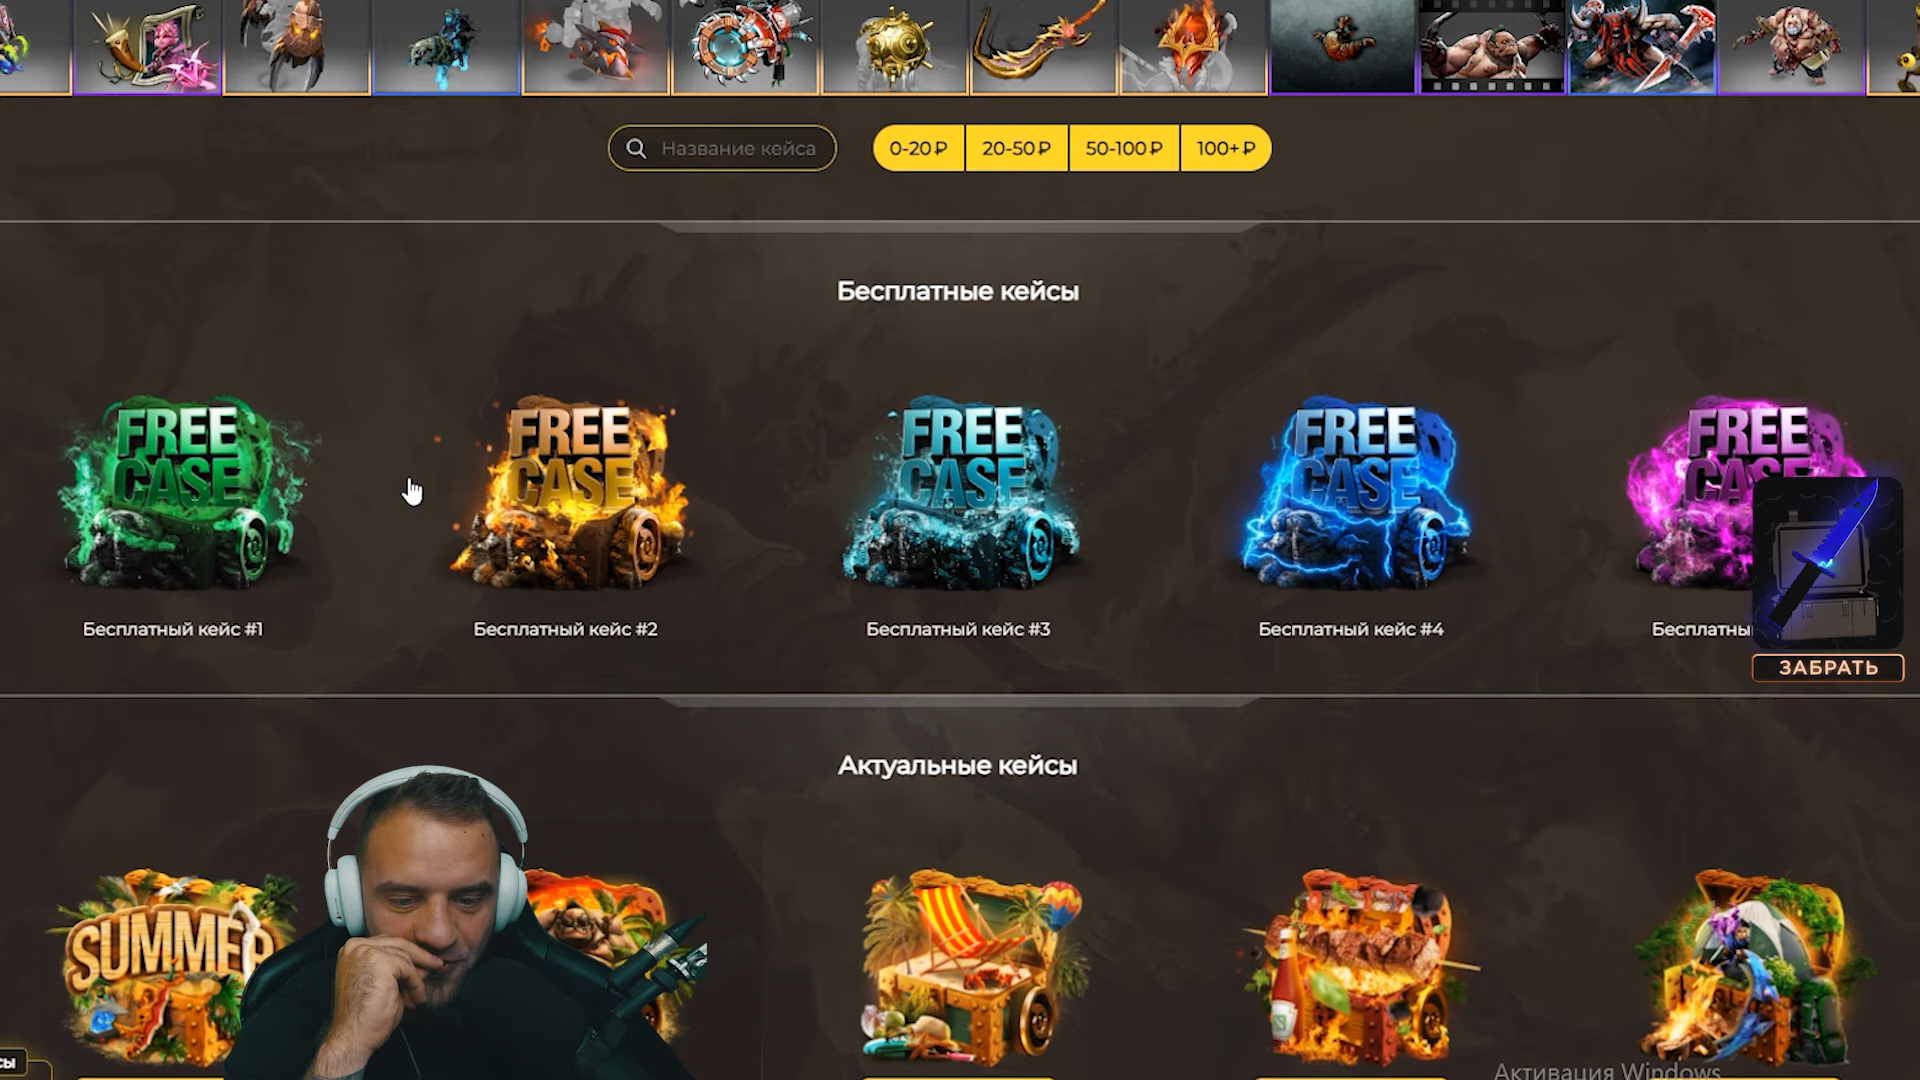 Название кейса
0-20₽
20-50₽
50-100₽
100+₽
Бесплатные кейсы
FREE
CASE
FREE
CASE
FREE
CASE
FREE
CASE
FREE
Бесплатный кейс #1
Бесплатный кейс #2
Бесплатный кейс #3
Бесплатный кейс #4
ЗАБРАТЬ
Актуальные кейсы
SUMMER
Активация Windows